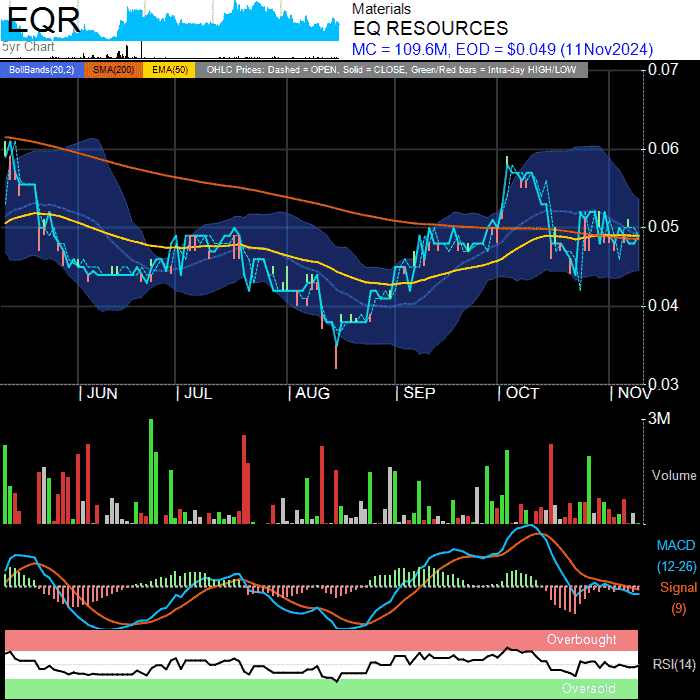 EQR
5yr Chart
Materials
EQ RESOURCES
MC = 109.6M, EOD = $0.049 (11Nov2024)
BollBands(20,2) SMA(200) EMA(50) OHLC Prices: Dashed = OPEN, Solid = CLOSE, Green/Red bars = Intra-day HIGH/LOW
0.07
0.06
0.05
0.04
0.03
JUN JUL AUG SEP OCT NOV
3M
Volume
MACD
(12-26)
Signal
(9)
Overbought
RSI(14)
Oversold